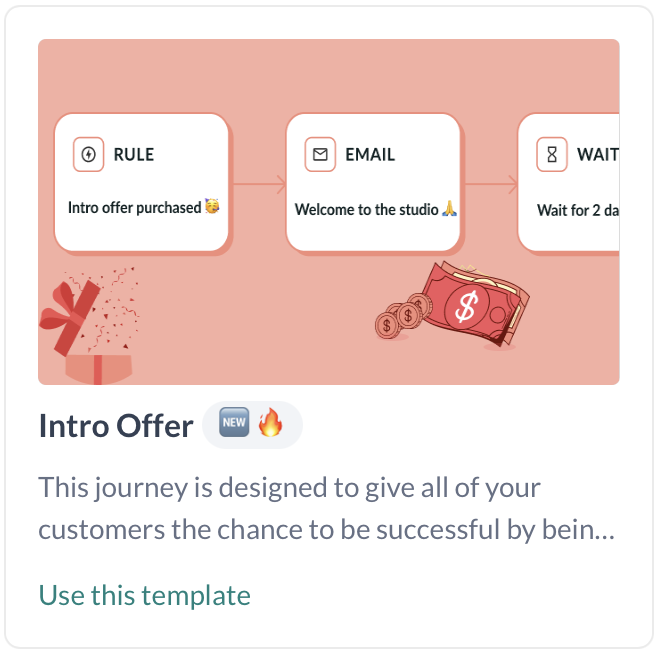 RULE
Intro offer purchased 🥳
EMAIL
Welcome to the studio 🙏
WAIT
Wait for 2 da
$
$
$
$
Intro Offer 🆕 🔥
This journey is designed to give all of your
customers the chance to be successful by bein...
Use this template